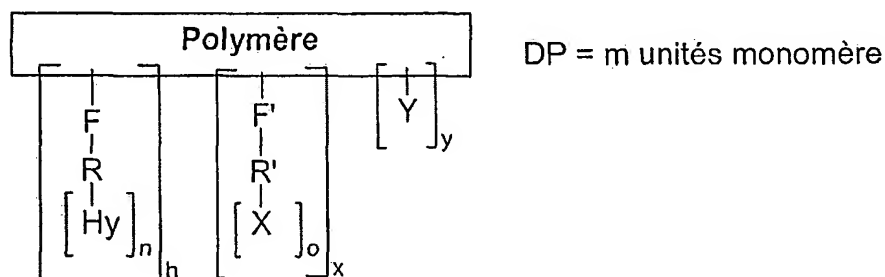 Polymère
DP = m unités monomère
F F' Y y
R R'
Hy n h X o x